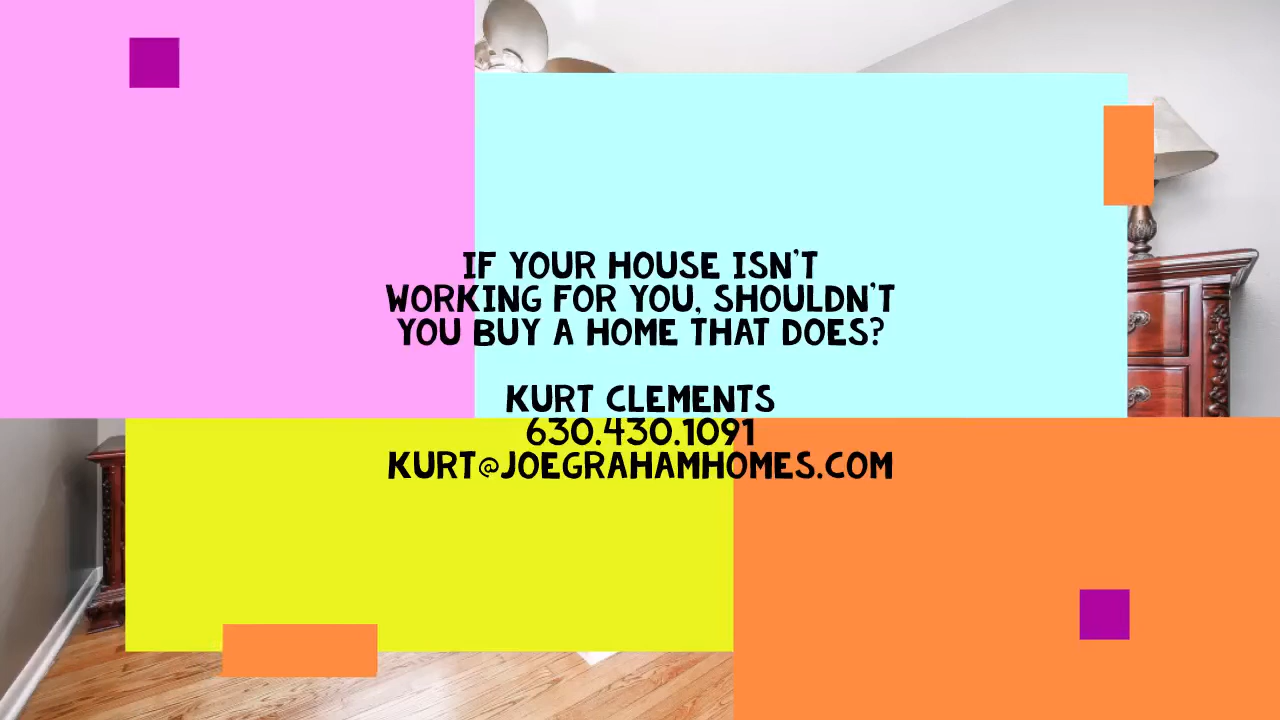 IF YOUR HOUSE ISN'T
WORKING FOR YOU, SHOULDN'T
YOU BUY A HOME THAT DOES?
KURT CLEMENTS
630.430.1091
KURT@JOEGRAHAMHOMES.COM